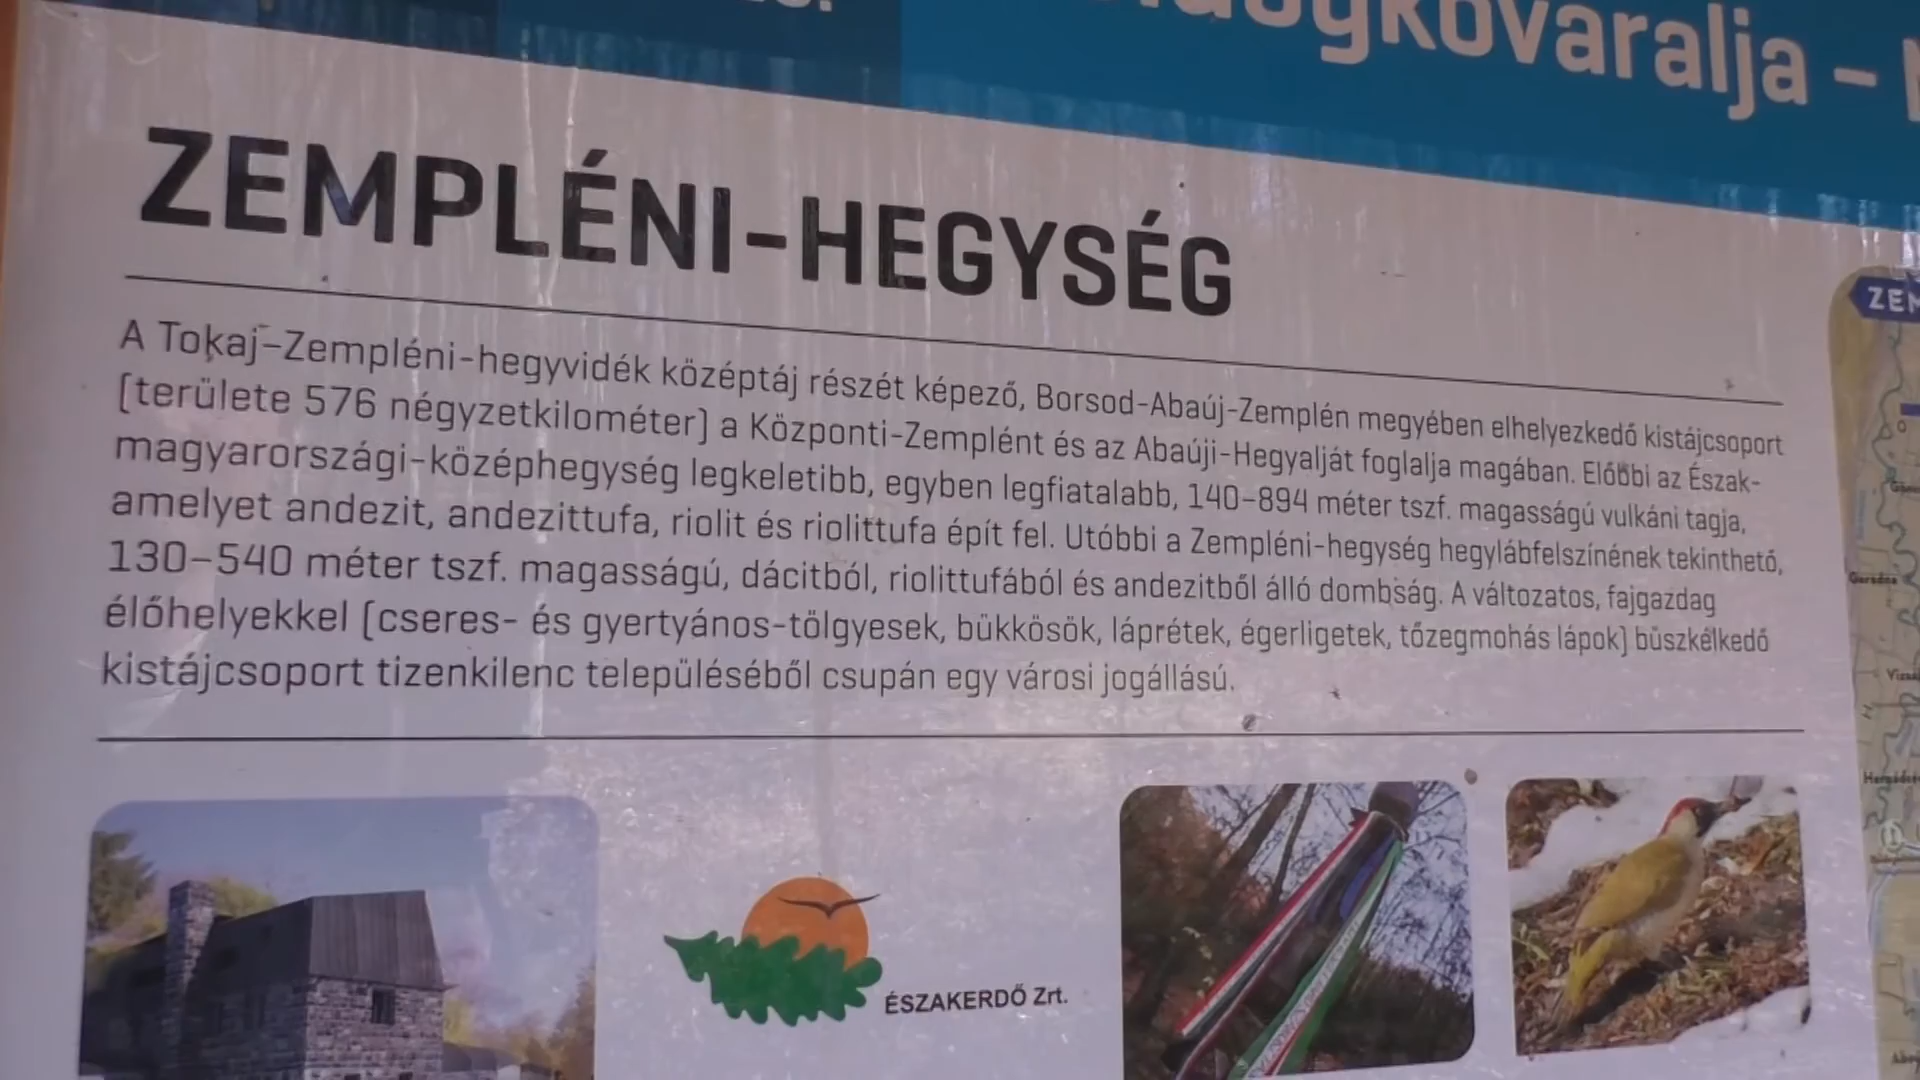 ZEMPLÉNI-HEGYSÉG
A Tokaj-Zempléni-hegyvidék középtáj részét képező, Borsod-Abaúj-Zemplén megyében elhelyezkedő kistájcsoport
(területe 576 négyzetkilométer) a Központi-Zemplént és az Abaúji-Hegyalját foglalja magában. Előbbi az Észak-
magyarországi-középhegység legkeletibb, egyben legfiatalabb, 140-894 méter tszf. magasságú vulkáni tagja,
amelyet andezit, andezittufa, riolit és riolittufa épít fel. Utóbbi a Zempléni-hegység hegylábfelszínének tekinthető,
130-540 méter tszf. magasságú, dácitból, riolittufából és andezitből álló dombság. A változatos, fajgazdag
élőhelyekkel (cseres- és gyertyános-tölgyesek, bükkösök, láprétek, égerligetek, tőzegmohás lápok) büszkélkedő
kistájcsoport tizenkilenc településéből csupán egy városi jogállású.
ÉSZAKERDŐ Zrt.